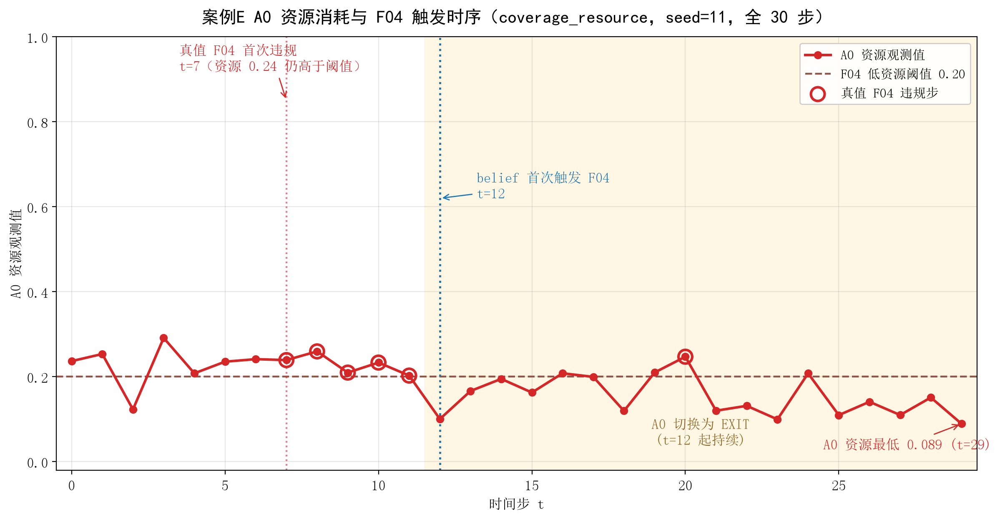 案例E A0 资源消耗与 F04 触发时序（coverage_resource，seed=11，全 30 步）
真值 F04 首次违规
t=7（资源 0.24 仍高于阈值）
A0 资源观测值
F04 低资源阈值 0.20
真值 F04 违规步
belief 首次触发 F04
t=12
A0 切换为 EXIT
(t=12 起持续)
A0 资源最低 0.089 (t=29)
A0 资源观测值
1.0
0.8
0.6
0.4
0.2
0.0
0
5
10
15
20
25
时间步 t